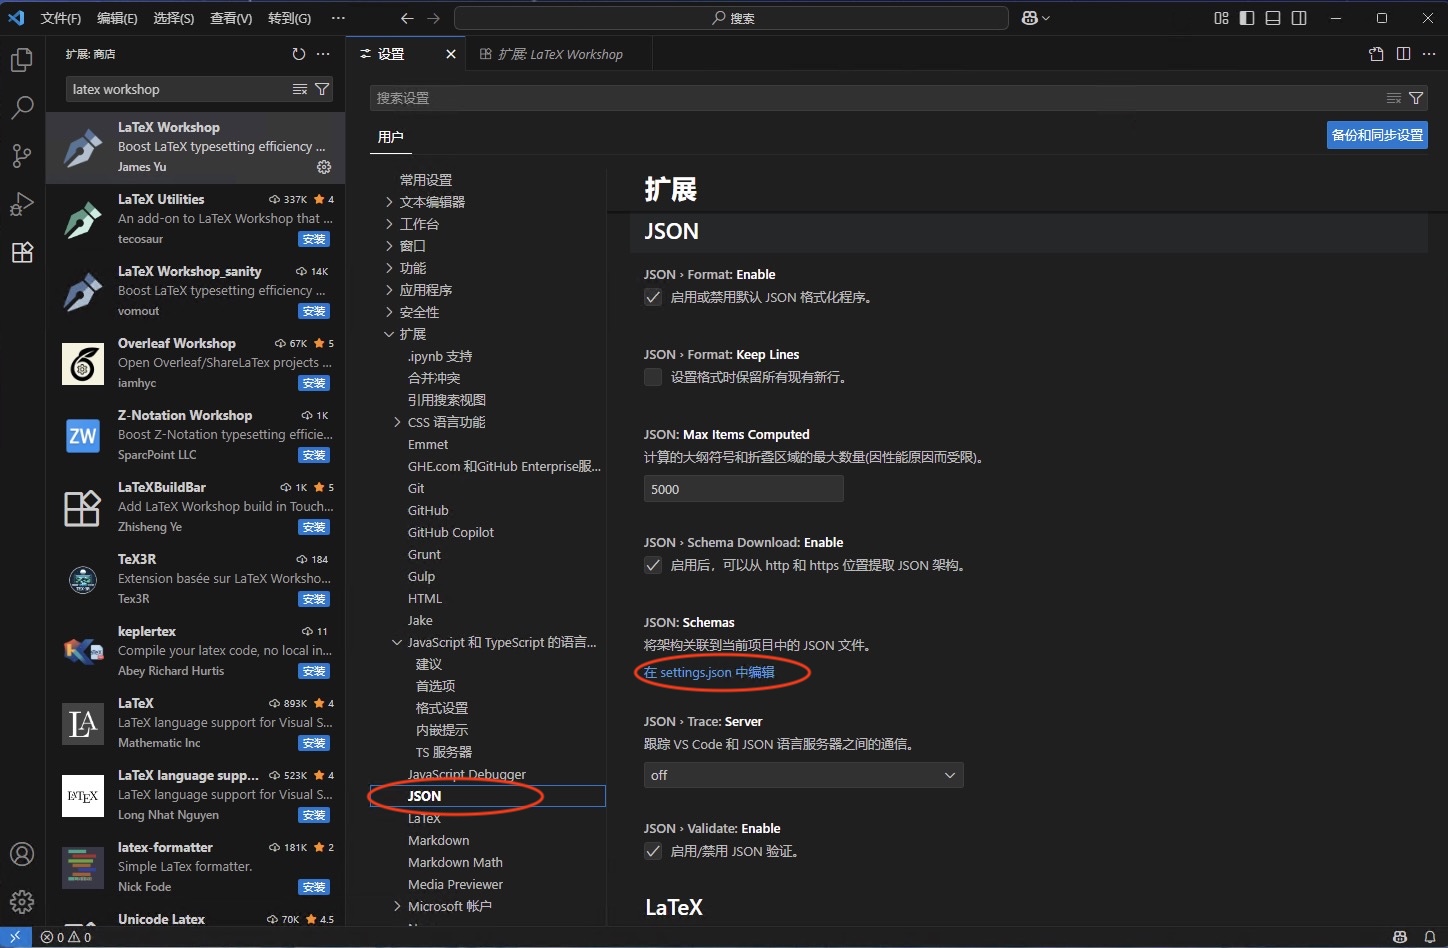 文件(F) 编辑(E) 选择(S) 查看(V) 转到(G) ··· 搜索
扩展: 商店
latex workshop
LaTeX Workshop
Boost LaTeX typesetting efficiency ...
James Yu
LaTeX Utilities 337K 4
An add-on to LaTeX Workshop that ...
tecosaur 安装
LaTeX Workshop_sanity 14K
Boost LaTeX typesetting efficiency ...
vomout 安装
Overleaf Workshop 67K 5
Open Overleaf/ShareLaTex projects ...
iamhyc 安装
ZW
Z-Notation Workshop 1K
Boost Z-Notation typesetting efficie...
SparcPoint LLC 安装
LaTeXBuildBar 1K 5
Add LaTeX Workshop build in Touch...
Zhisheng Ye 安装
TeX3R 184
Extension basée sur LaTeX Worksho...
Tex3R 安装
keplertex 11
Compile your latex code, no local in...
Abey Richard Hurtis 安装
LA
LaTeX 893K 4
LaTeX language support for Visual S...
Mathematic Inc 安装
LATEX
LaTeX language supp... 523K 4
LaTeX language support for Visual S...
Long Nhat Nguyen 安装
latex-formatter 181K 2
Simple LaTex formatter.
Nick Fode 安装
Unicode Latex 70K 4.5
设置
扩展: LaTeX Workshop
搜索设置
用户
备份和同步设置
常用设置
文本编辑器
工作台
窗口
功能
应用程序
安全性
扩展
.ipynb 支持
合并冲突
引用搜索视图
CSS 语言功能
Emmet
GHE.com 和GitHub Enterprise服...
Git
GitHub
GitHub Copilot
Grunt
Gulp
HTML
Jake
JavaScript 和 TypeScript 的语言...
建议
首选项
格式设置
内嵌提示
TS 服务器
JavaScript Debugger
JSON
LaTeX
Markdown
Markdown Math
Media Previewer
Microsoft 帐户
扩展
JSON
JSON › Format: Enable
启用或禁用默认 JSON 格式化程序。
JSON › Format: Keep Lines
设置格式时保留所有现有新行。
JSON: Max Items Computed
计算的大纲符号和折叠区域的最大数量(因性能原因而受限)。
5000
JSON › Schema Download: Enable
启用后，可以从 http 和 https 位置提取 JSON 架构。
JSON: Schemas
将架构关联到当前项目中的 JSON 文件。
在 settings.json 中编辑
JSON › Trace: Server
跟踪 VS Code 和 JSON 语言服务器之间的通信。
off
JSON › Validate: Enable
启用/禁用 JSON 验证。
LaTeX
0 0